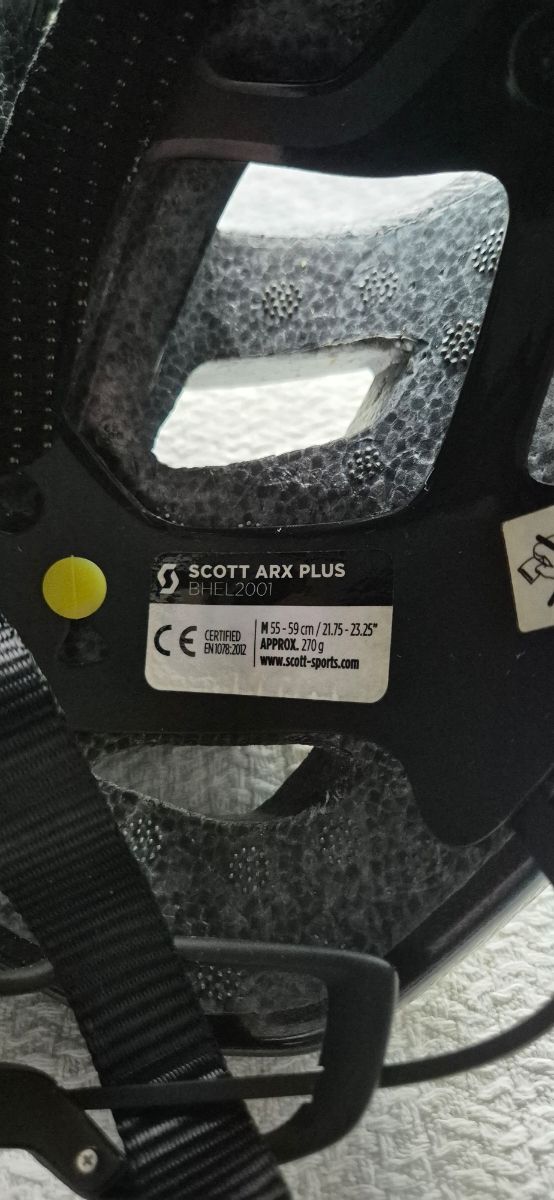 SCOTT ARX PLUS
BHEL2001
CE CERTIFIED
EN1078:2012
M 55 - 59 cm / 21.75 - 23.25"
APPROX. 270 g
www.scott-sports.com